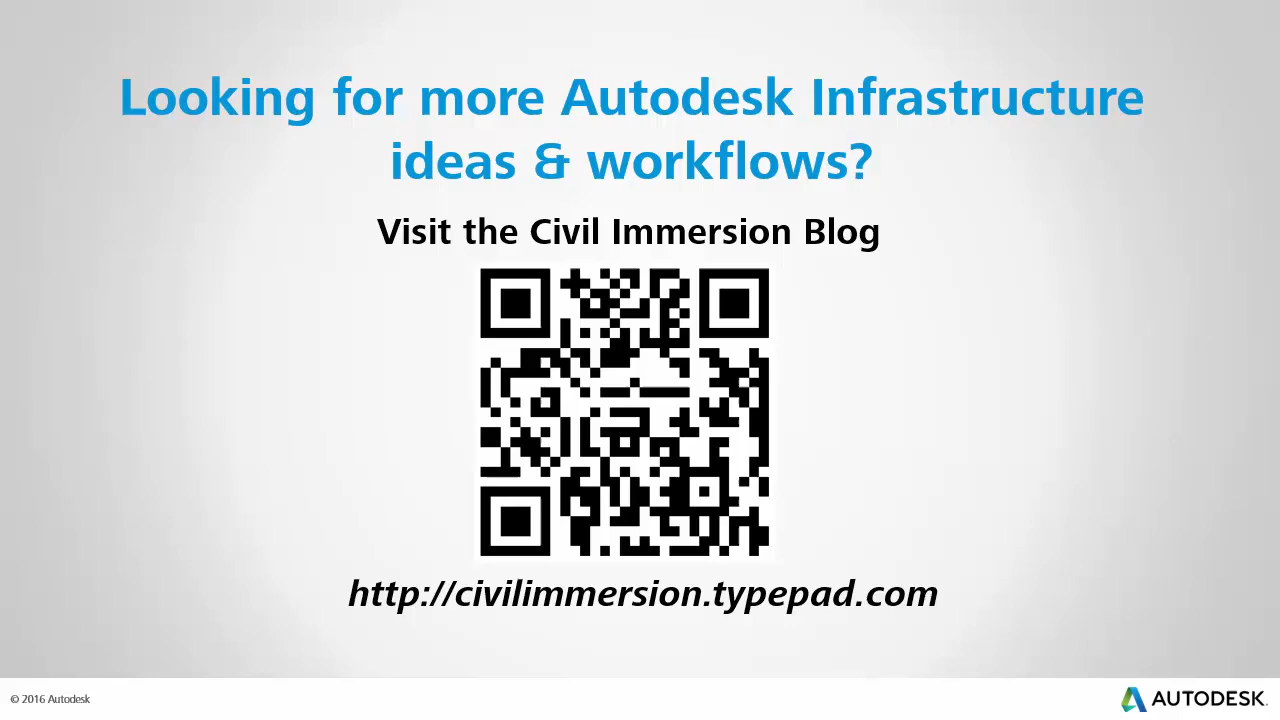 Looking for more Autodesk Infrastructure
ideas & workflows?
Visit the Civil Immersion Blog
http://civilimmersion.typepad.com
© 2016 Autodesk
AUTODESK.